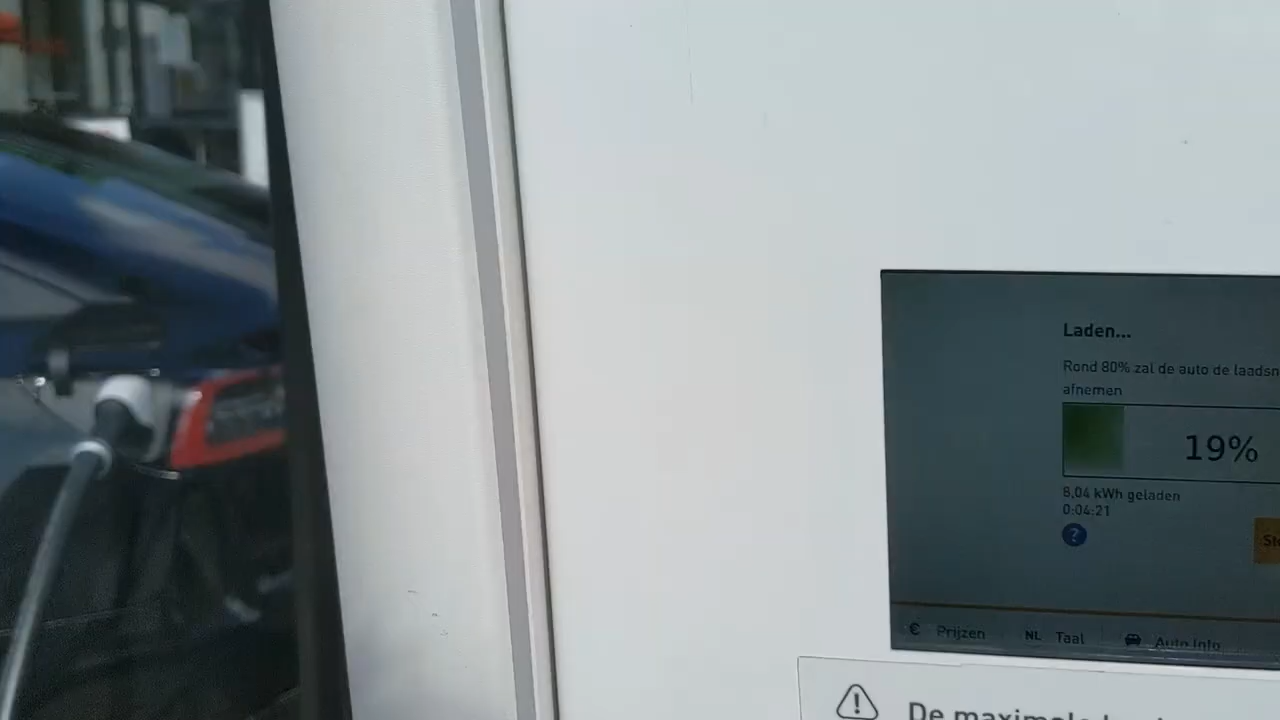 Laden...
Rond 80% zal de auto de
afnemen
19%
8,04 kWh geladen
0:04:21
?
€ Prijzen NL Taal Auto info
De